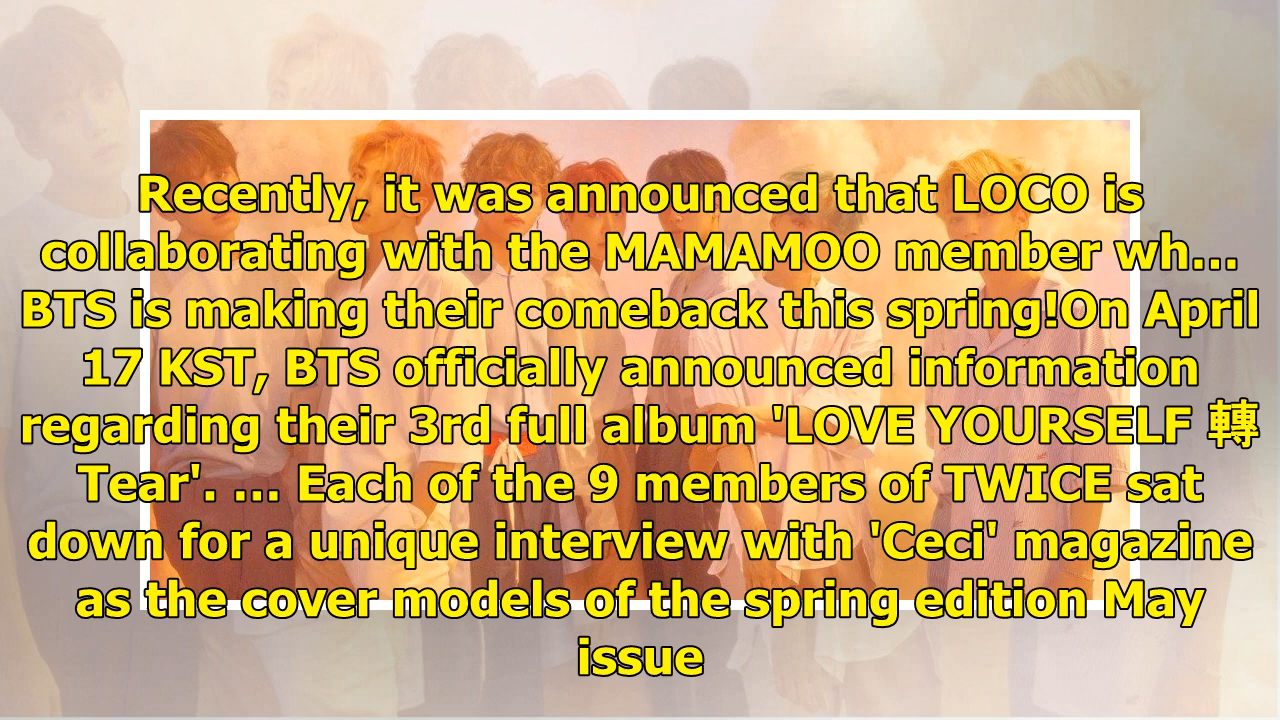 Recently, it was announced that LOCO is
collaborating with the MAMAMOO member wh...
BTS is making their comeback this spring!On April
17 KST, BTS officially announced information
regarding their 3rd full album 'LOVE YOURSELF 轉
Tear'. ... Each of the 9 members of TWICE sat
down for a unique interview with 'Ceci' magazine
as the cover models of the spring edition May
issue